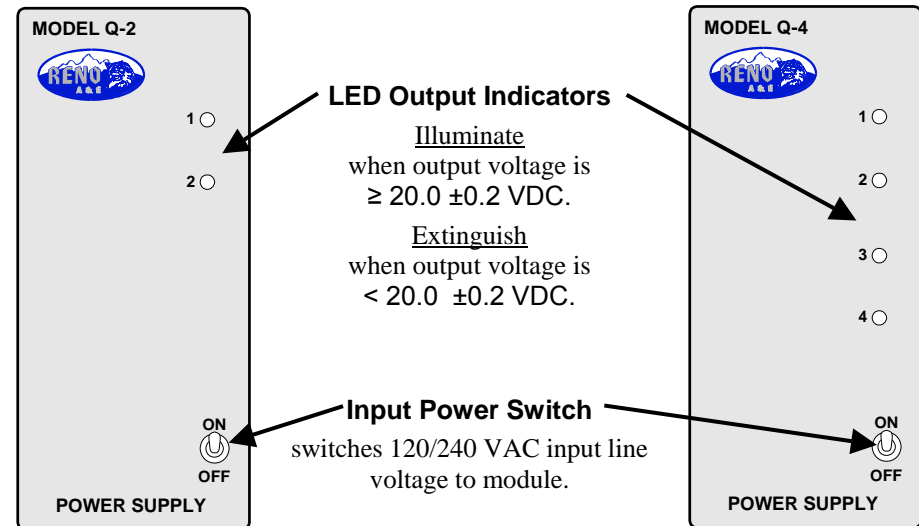 MODEL Q-2
RENO
A & E
1
2
ON
OFF
POWER SUPPLY
LED Output Indicators
Illuminate
when output voltage is
≥ 20.0 ±0.2 VDC.
Extinguish
when output voltage is
< 20.0 ±0.2 VDC.
Input Power Switch
switches 120/240 VAC input line
voltage to module.
MODEL Q-4
RENO
A & E
1
2
3
4
ON
OFF
POWER SUPPLY